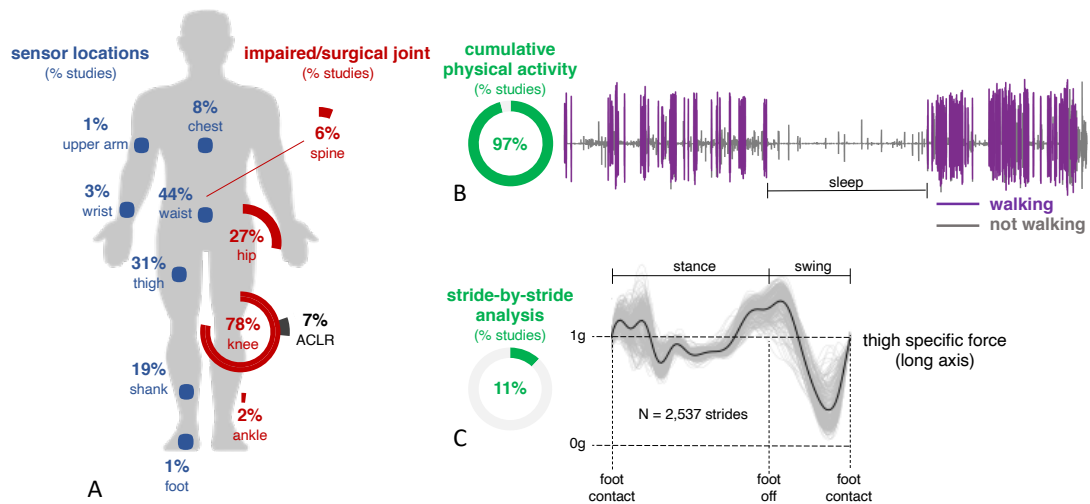 sensor locations
(% studies)
impaired/surgical joint
(% studies)
8%
chest
1%
upper arm
6%
spine
3%
wrist
44%
waist
27%
hip
31%
thigh
78%
knee
7%
ACLR
19%
shank
2%
ankle
1%
foot
A
cumulative
physical activity
(% studies)
97%
B
sleep
walking
not walking
stride-by-stride
analysis
(% studies)
11%
C
stance
swing
1g
thigh specific force
(long axis)
N = 2,537 strides
0g
foot
contact
foot
off
foot
contact